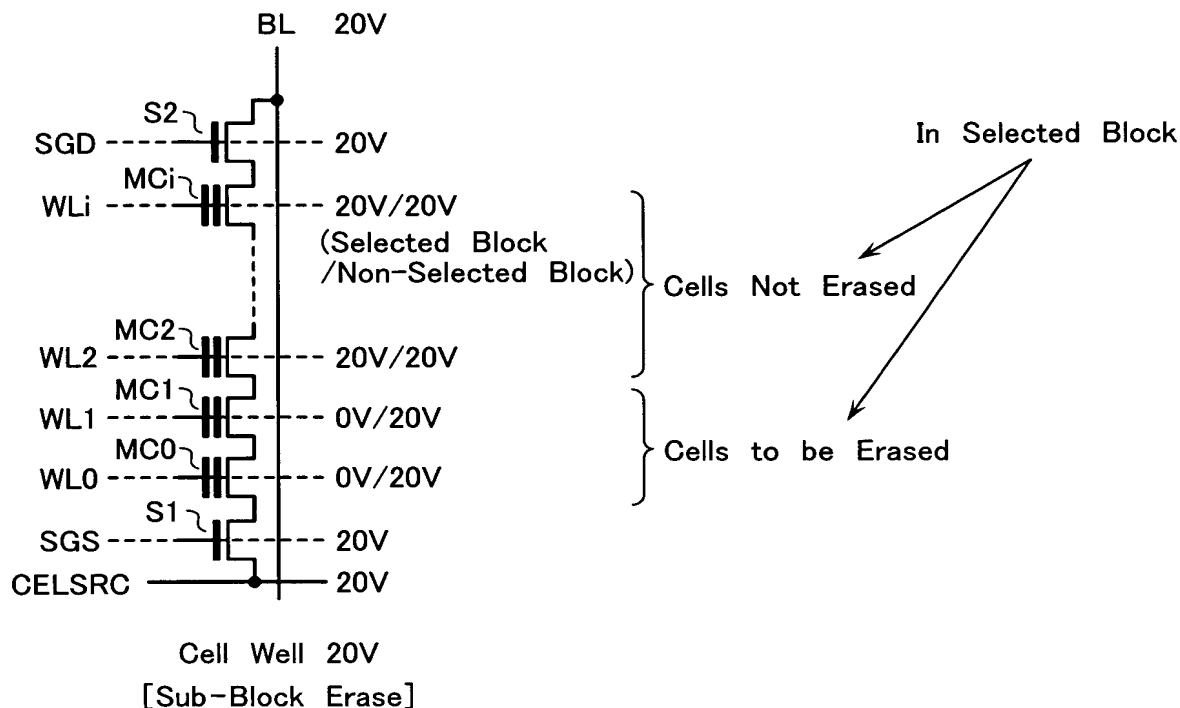 BL 20V
S2
SGD 20V
In Selected Block
MCi
WLi 20V/20V
(Selected Block
/Non-Selected Block)
Cells Not Erased
MC2
WL2 20V/20V
MC1
WL1 0V/20V
Cells to be Erased
MC0
WL0 0V/20V
S1
SGS 20V
CELSRC 20V
Cell Well 20V
[Sub-Block Erase]